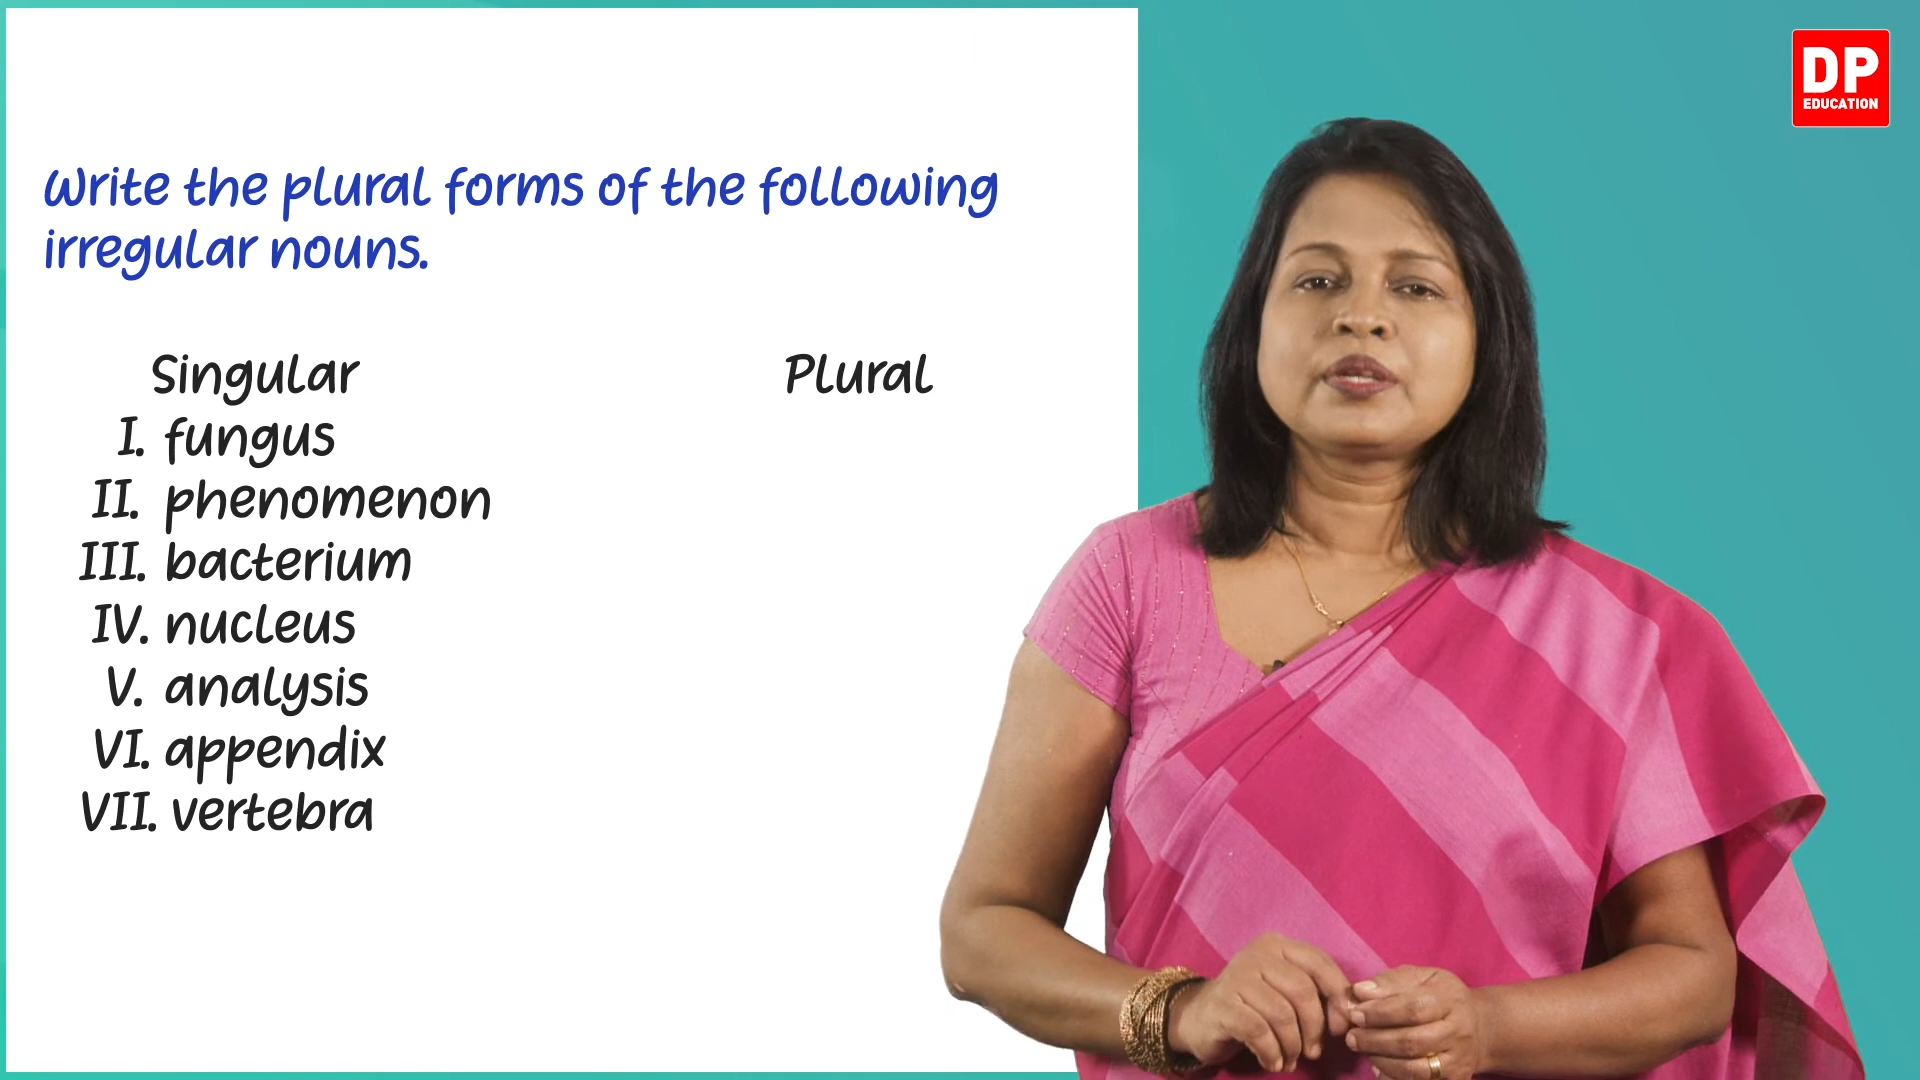 DP
EDUCATION
Write the plural forms of the following
irregular nouns.
Singular Plural
I. fungus
II. phenomenon
III. bacterium
IV. nucleus
V. analysis
VI. appendix
VII. vertebra